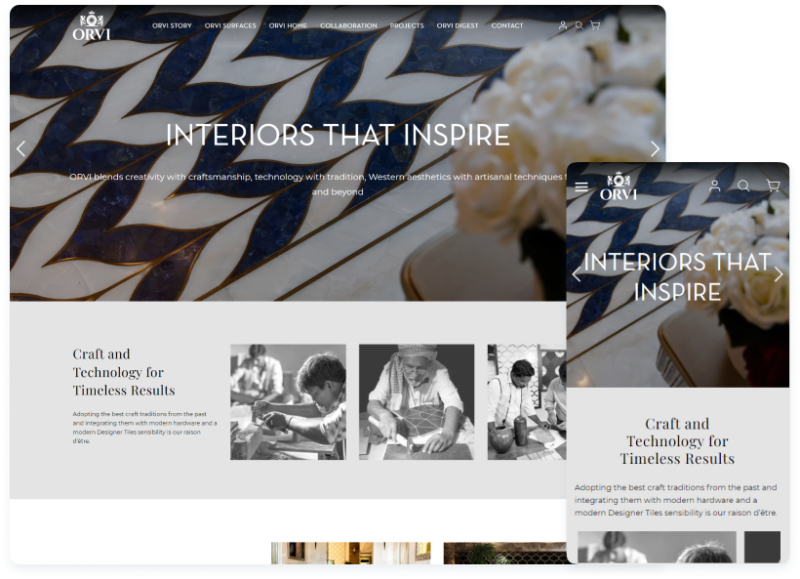 ORVI
ORVI STORY ORVI SURFACES ORVI HOME COLLABORATION PROJECTS ORVI DIGEST CONTACT
INTERIORS THAT INSPIRE
ORVI blends creativity with craftsmanship, technology with tradition, Western aesthetics with artisanal techniques
and beyond
Craft and
Technology for
Timeless Results
Adopting the best craft traditions from the past
and integrating them with modern hardware and a
modern Designer Tiles sensibility is our raison
d'être.
ORVI
INTERIORS THAT
INSPIRE
Craft and
Technology for
Timeless Results
Adopting the best craft traditions from the past and
integrating them with modern hardware and a
modern Designer Tiles sensibility is our raison d'être.